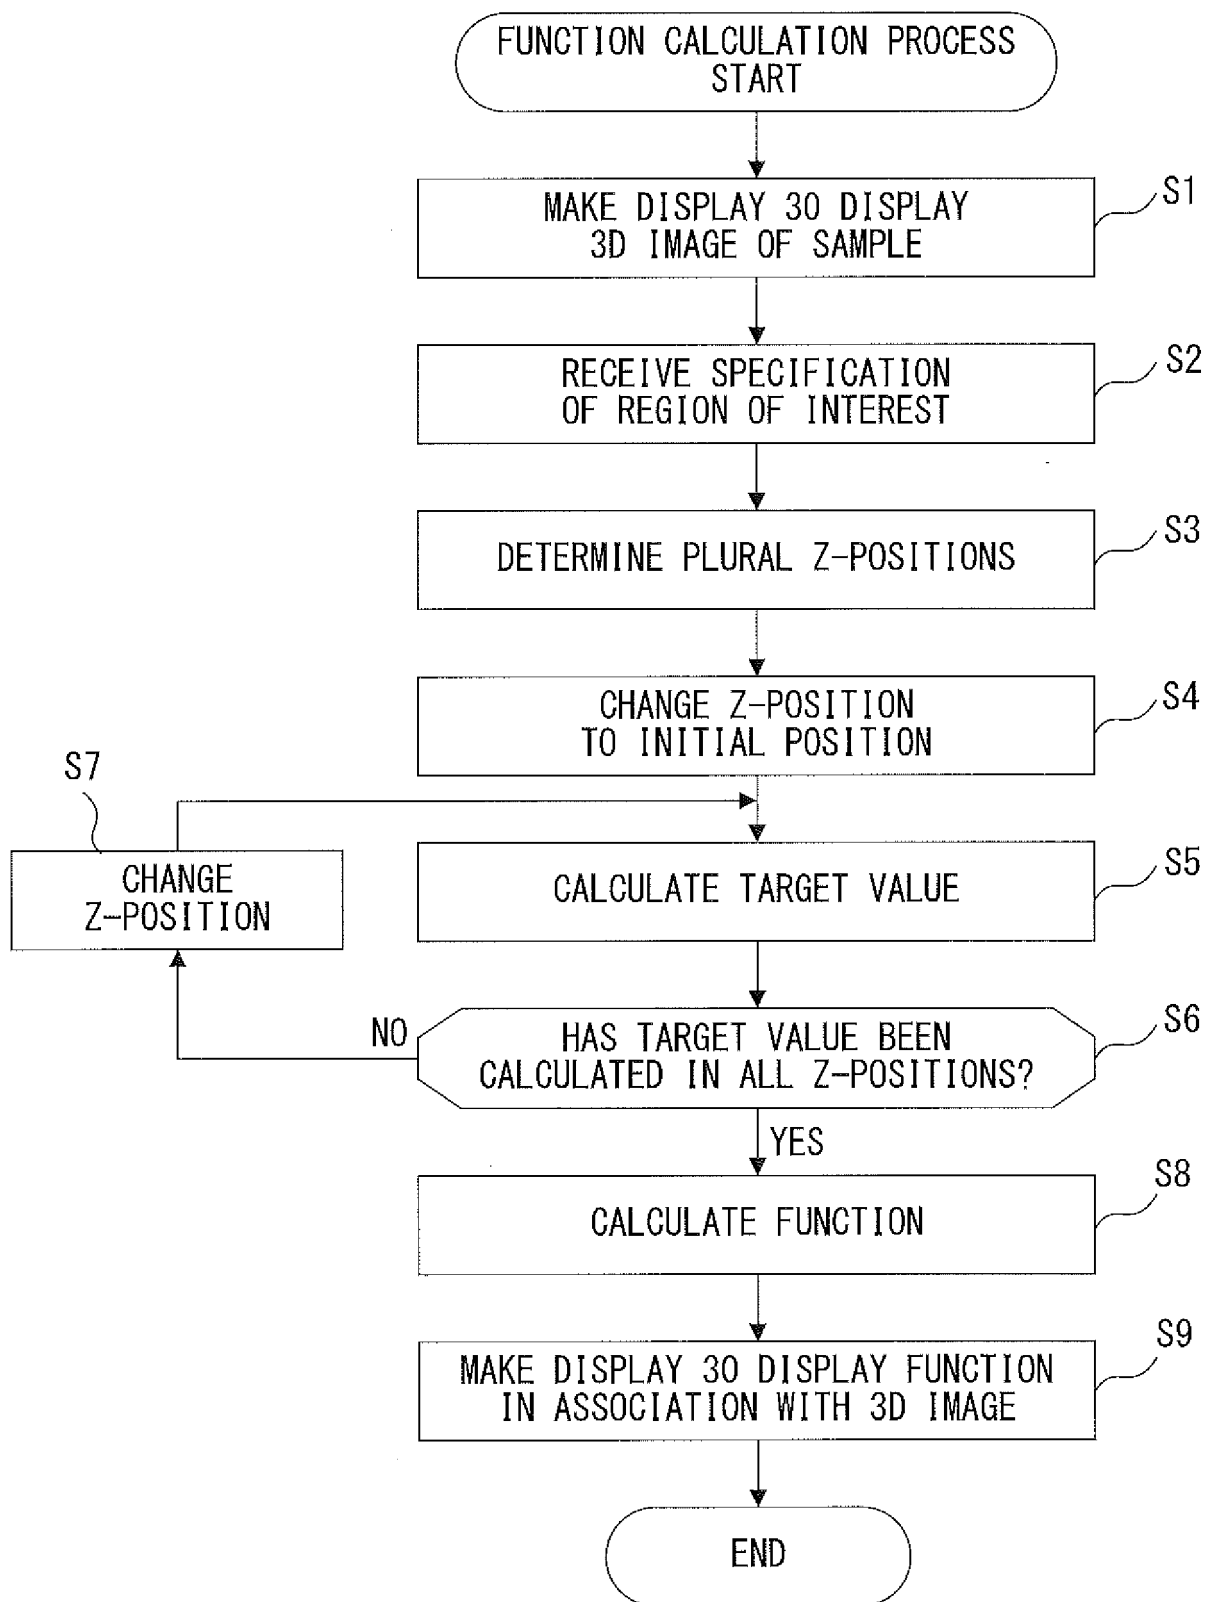 FUNCTION CALCULATION PROCESS
START
S1
MAKE DISPLAY 30 DISPLAY
3D IMAGE OF SAMPLE
S2
RECEIVE SPECIFICATION
OF REGION OF INTEREST
S3
DETERMINE PLURAL Z-POSITIONS
S4
CHANGE Z-POSITION
TO INITIAL POSITION
S7
CHANGE
Z-POSITION
S5
CALCULATE TARGET VALUE
S6
NO
HAS TARGET VALUE BEEN
CALCULATED IN ALL Z-POSITIONS?
YES
S8
CALCULATE FUNCTION
S9
MAKE DISPLAY 30 DISPLAY FUNCTION
IN ASSOCIATION WITH 3D IMAGE
END